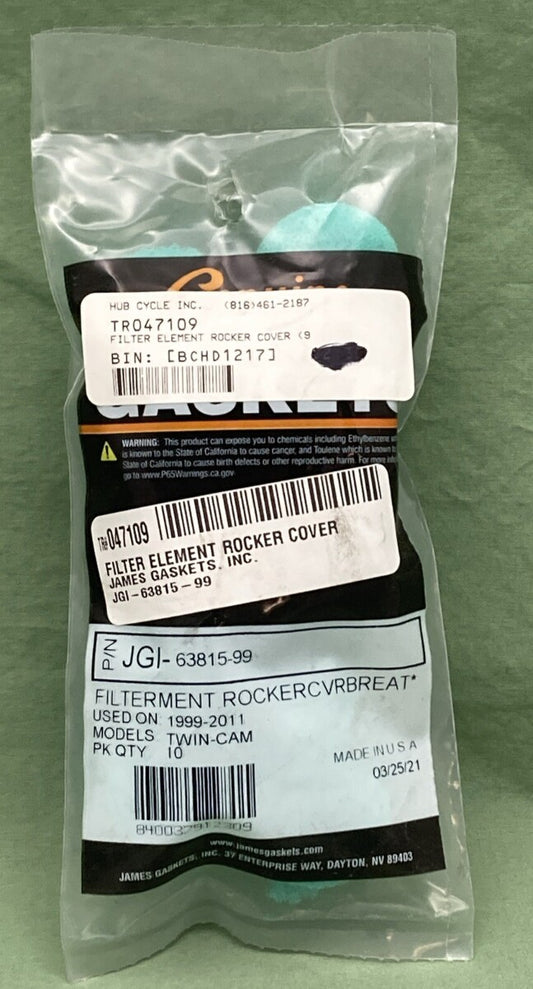 Genuine
HUB CYCLE INC. (816)461-2187
TR047109
FILTER ELEMENT ROCKER COVER (9
BIN: [BCHD1217]
GASKETS
WARNING: This product can expose you to chemicals including Ethylbenzene
is known to the State of California to cause cancer, and Toulene which is known to
State of California to cause birth defects or other reproductive harm. For more
go to www.P65Warnings.ca.gov
TR# 047109
FILTER ELEMENT ROCKER COVER
JAMES GASKETS, INC.
JGI-63815-99
P/N JGI- 63815-99
FILTERMENT ROCKERCVRBREAT*
USED ON 1999-2011
MODELS TWIN-CAM
PK QTY 10
MADE IN U S A
03/25/21
www.jamesgaskets.com
JAMES GASKETS, INC. 37 ENTERPRISE WAY, DAYTON, NV 89403